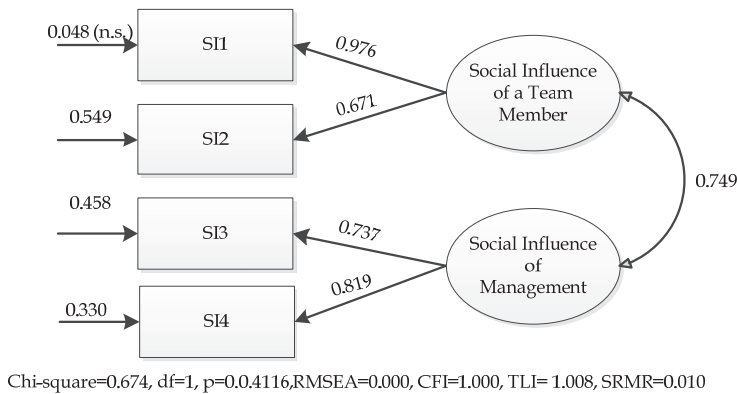 0.048 (n.s.)
SI1
0.976
Social Influence
of a Team
Member
0.549
SI2
0.671
0.749
0.458
SI3
0.737
Social Influence
of
Management
0.330
SI4
0.819
Chi-square=0.674, df=1, p=0.0.4116,RMSEA=0.000, CFI=1.000, TLI= 1.008, SRMR=0.010